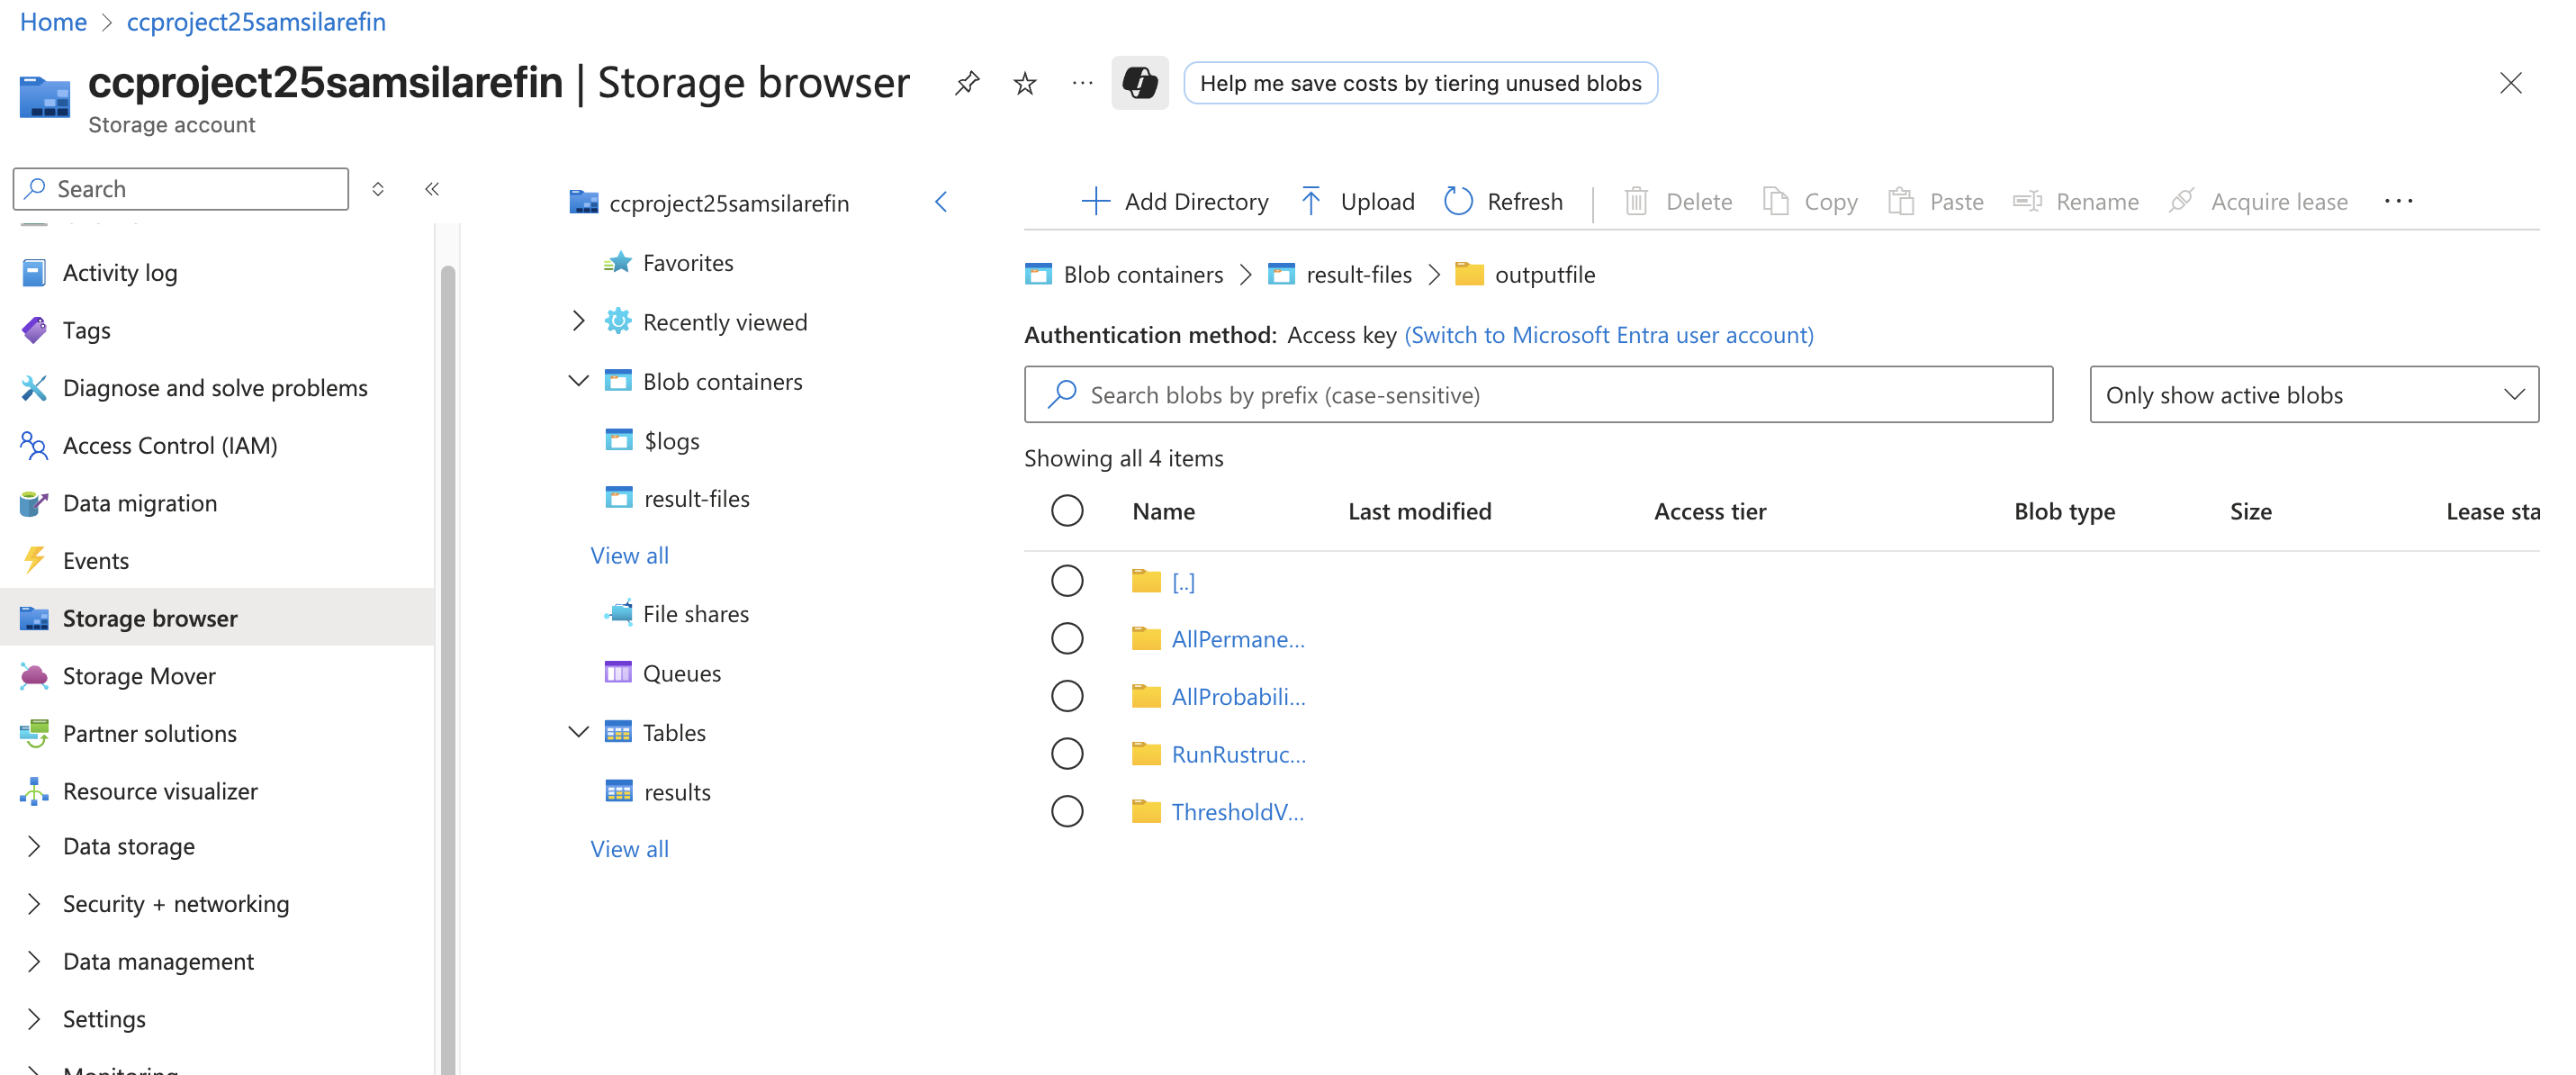 Home > ccproject25samsilarefin
ccproject25samsilarefin | Storage browser
Help me save costs by tiering unused blobs
Storage account
Search
Activity log
Tags
Diagnose and solve problems
Access Control (IAM)
Data migration
Events
Storage browser
Storage Mover
Partner solutions
Resource visualizer
Data storage
Security + networking
Data management
Settings
Monitoring
ccproject25samsilarefin
Favorites
Recently viewed
Blob containers
$logs
result-files
View all
File shares
Queues
Tables
results
View all
Add Directory Upload Refresh Delete Copy Paste Rename Acquire lease
Blob containers > result-files > outputfile
Authentication method: Access key (Switch to Microsoft Entra user account)
Search blobs by prefix (case-sensitive)
Only show active blobs
Showing all 4 items
Name Last modified Access tier Blob type Size Lease sta
[..]
AllPermane...
AllProbabili...
RunRustruc...
ThresholdV...